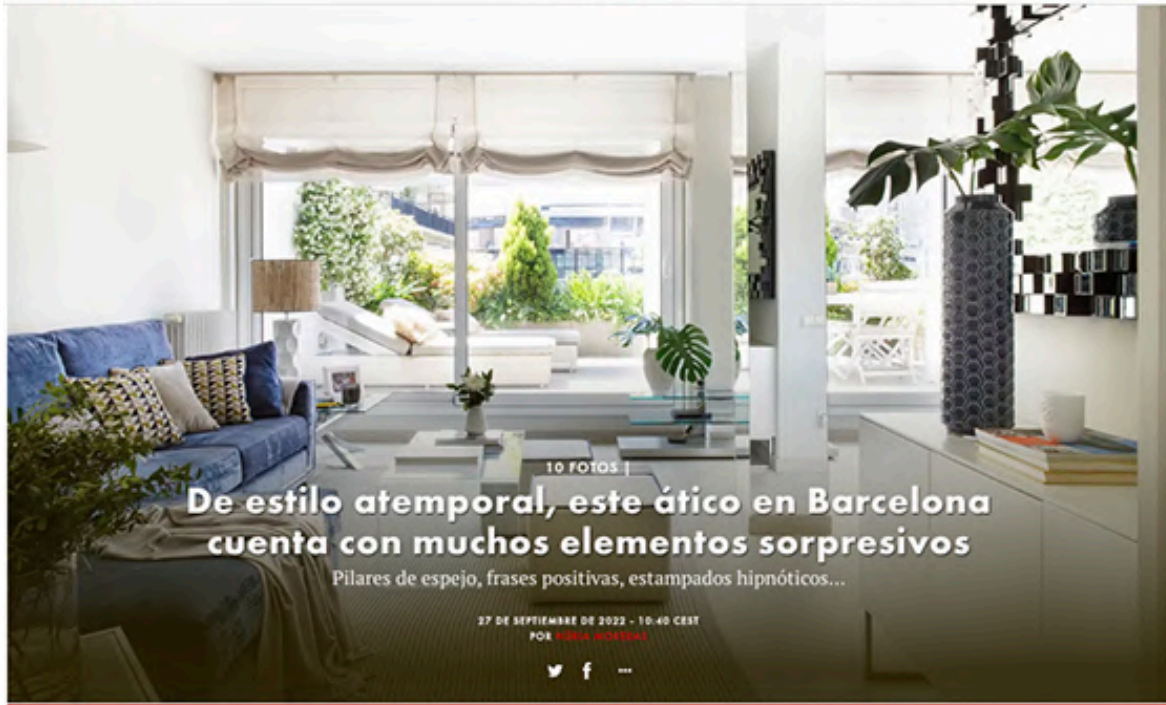 10 FOTOS |
De estilo atemporal, este ático en Barcelona
cuenta con muchos elementos sorpresivos
Pilares de espejo, frases positivas, estampados hipnóticos...
27 DE SEPTIEMBRE DE 2022 - 10:40 CEST
POR